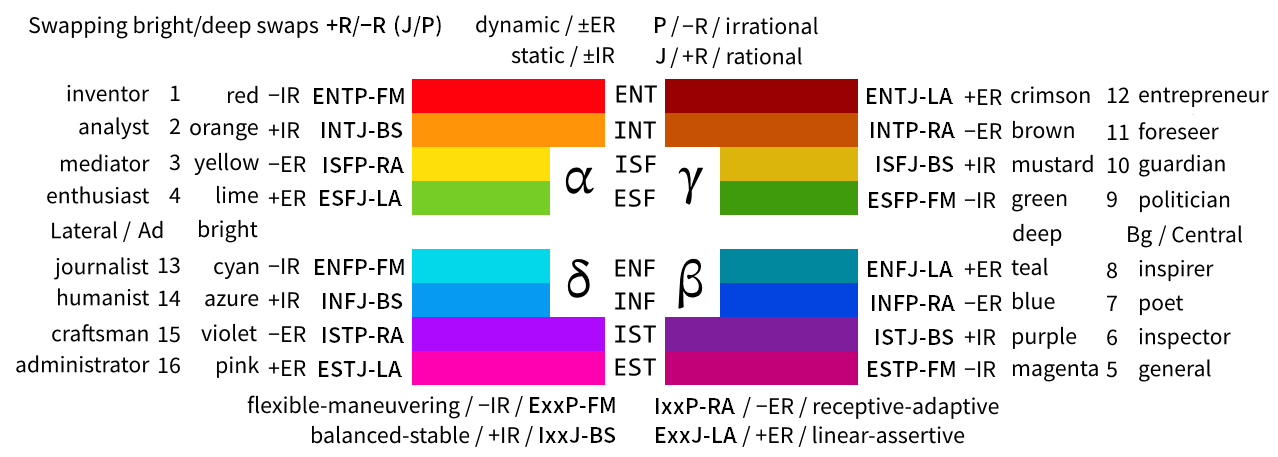 Swapping bright/deep swaps +R/−R (J/P) dynamic / ±ER P / −R / irrational
static / ±IR J / +R / rational
inventor 1 red −IR ENTP-FM ENT ENTJ-LA +ER crimson 12 entrepreneur
analyst 2 orange +IR INTJ-BS INT INTP-RA −ER brown 11 foreseer
mediator 3 yellow −ER ISFP-RA α ISF γ ISFJ-BS +IR mustard 10 guardian
enthusiast 4 lime +ER ESFJ-LA ESF ESFP-FM −IR green 9 politician
Lateral / Ad bright deep Bg / Central
journalist 13 cyan −IR ENFP-FM δ ENF β ENFJ-LA +ER teal 8 inspirer
humanist 14 azure +IR INFJ-BS INF INFP-RA −ER blue 7 poet
craftsman 15 violet −ER ISTP-RA IST ISTJ-BS +IR purple 6 inspector
administrator 16 pink +ER ESTJ-LA EST ESTP-FM −IR magenta 5 general
flexible-maneuvering / −IR / ExxP-FM IxxP-RA / −ER / receptive-adaptive
balanced-stable / +IR / IxxJ-BS ExxJ-LA / +ER / linear-assertive